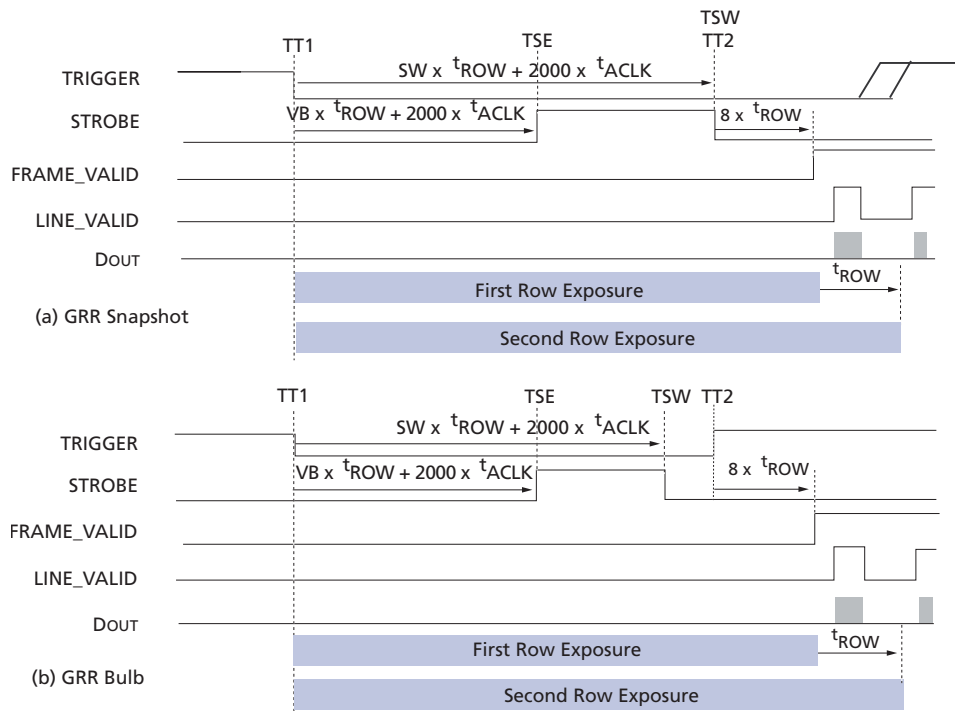 TSW
TT1 TSE TT2
TRIGGER SW x tROW + 2000 x tACLK
STROBE VB x tROW + 2000 x tACLK 8 x tROW
FRAME_VALID
LINE_VALID
DOUT
First Row Exposure tROW
(a) GRR Snapshot
Second Row Exposure
TT1 TSE TSW TT2
TRIGGER SW x tROW + 2000 x tACLK
STROBE VB x tROW + 2000 x tACLK 8 x tROW
FRAME_VALID
LINE_VALID
DOUT
First Row Exposure tROW
(b) GRR Bulb
Second Row Exposure